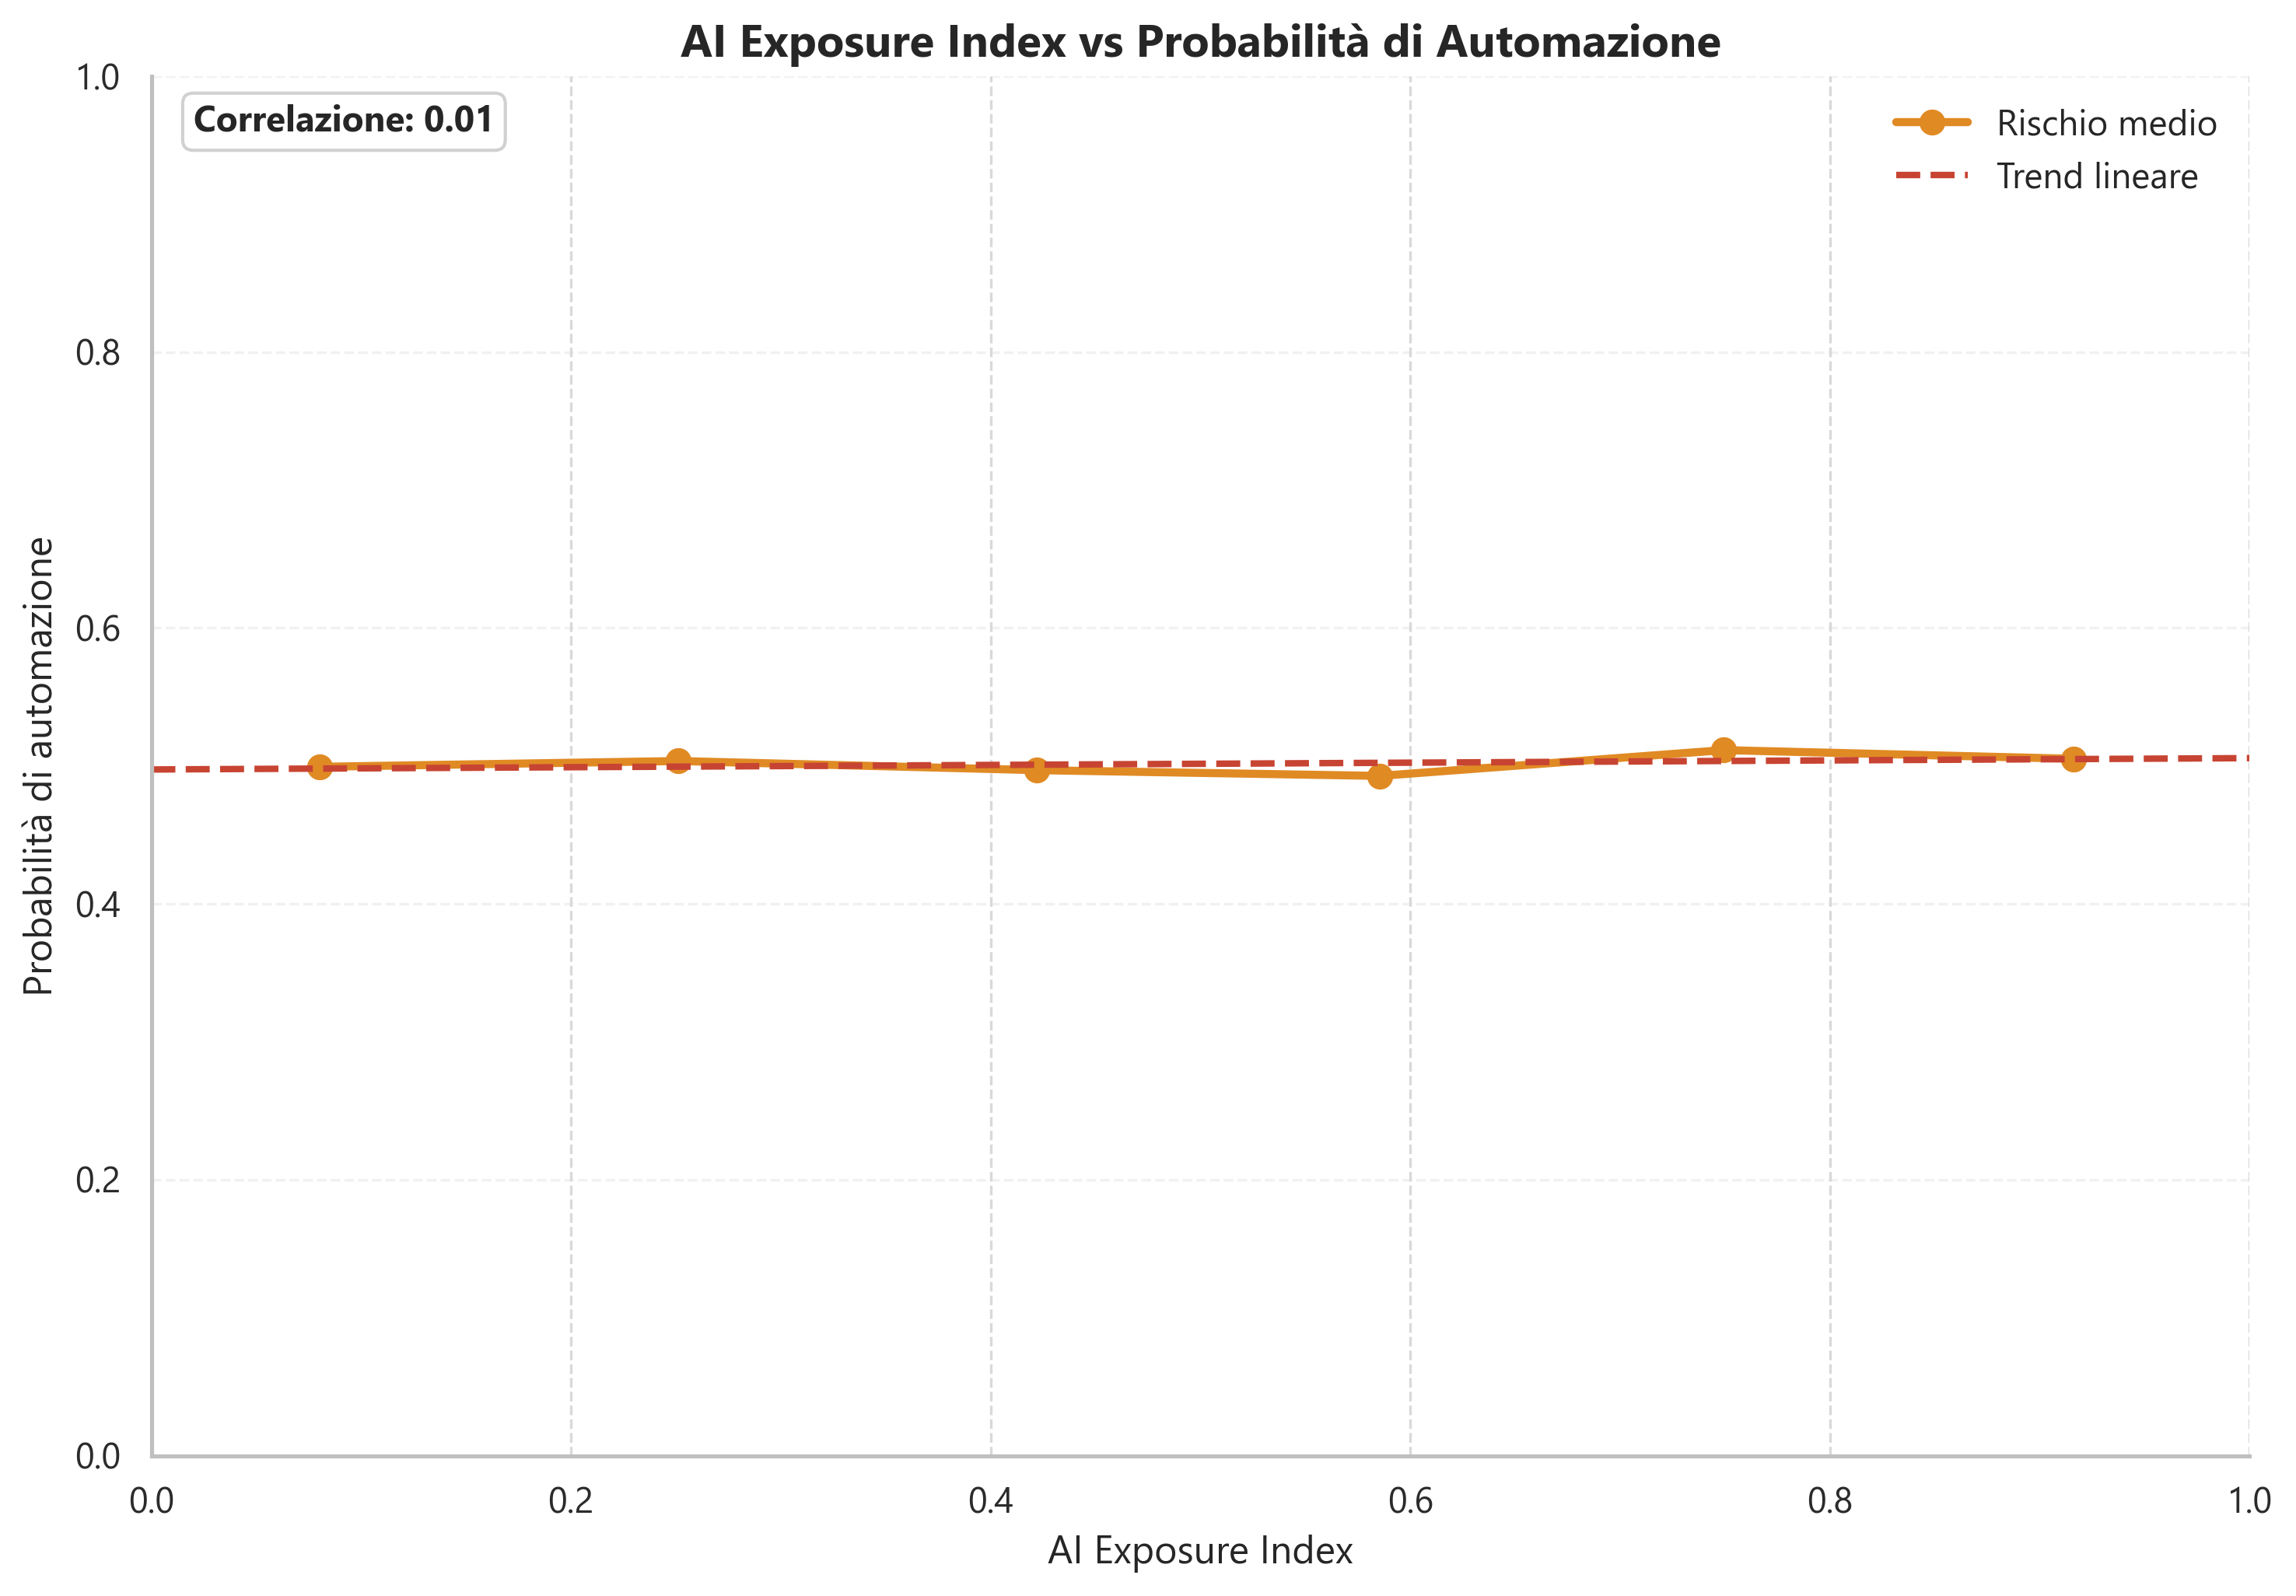 AI Exposure Index vs Probabilità di Automazione
Correlazione: 0.01
Rischio medio
Trend lineare
Probabilità di automazione
1.0
0.8
0.6
0.4
0.2
0.0
0.0 0.2 0.4 0.6 0.8 1.0
AI Exposure Index